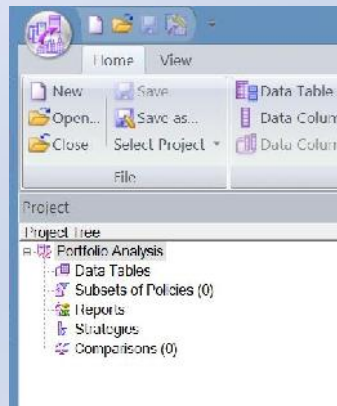 Home View
New Save Data Table
Open... Save as... Data Colum
Close Select Project Data Colum
File
Project
Project Tree
Portfolio Analysis
Data Tables
Subsets of Policies (0)
Reports
Strategies
Comparisons (0)